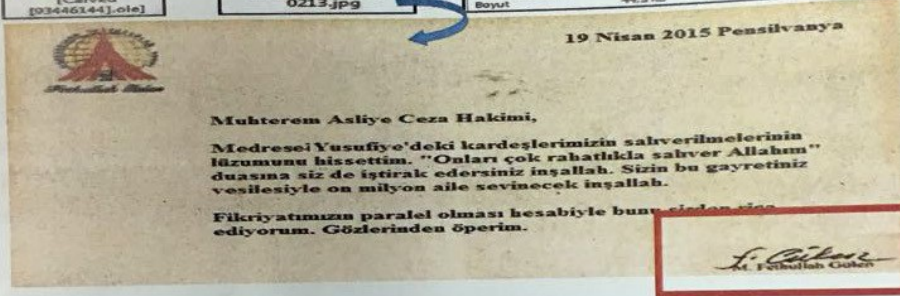 [93446144].ole]
0213.jpg
Boyut
19 Nisan 2015 Pensilvanya
Muhterem Asliye Ceza Hakimi,
Medresei Yusufiye'deki kardeşlerimizin salıverilmelerinin
lüzumunu hissettim. "Onları çok rahatlıkla salıver Allahım"
duasına siz de iştirak edersiniz inşallah. Sizin bu gayretiniz
vesilesiyle on milyon aile sevinecek inşallah.
Fikriyatımızın paralel olması hesabiyle bunu sizden rica
ediyorum. Gözlerinden öperim.
M. Fethullah Gülen